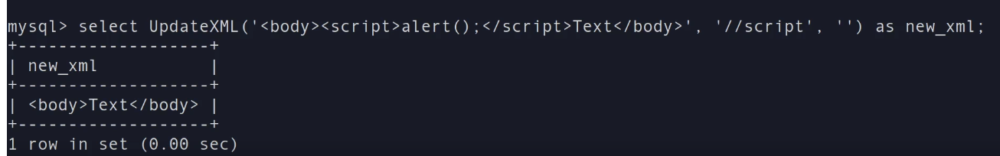 mysql> select UpdateXML('<body><script>alert();</script>Text</body>', '//script', '') as new_xml;
+-------------------+
| new_xml           |
+-------------------+
| <body>Text</body> |
+-------------------+
1 row in set (0.00 sec)